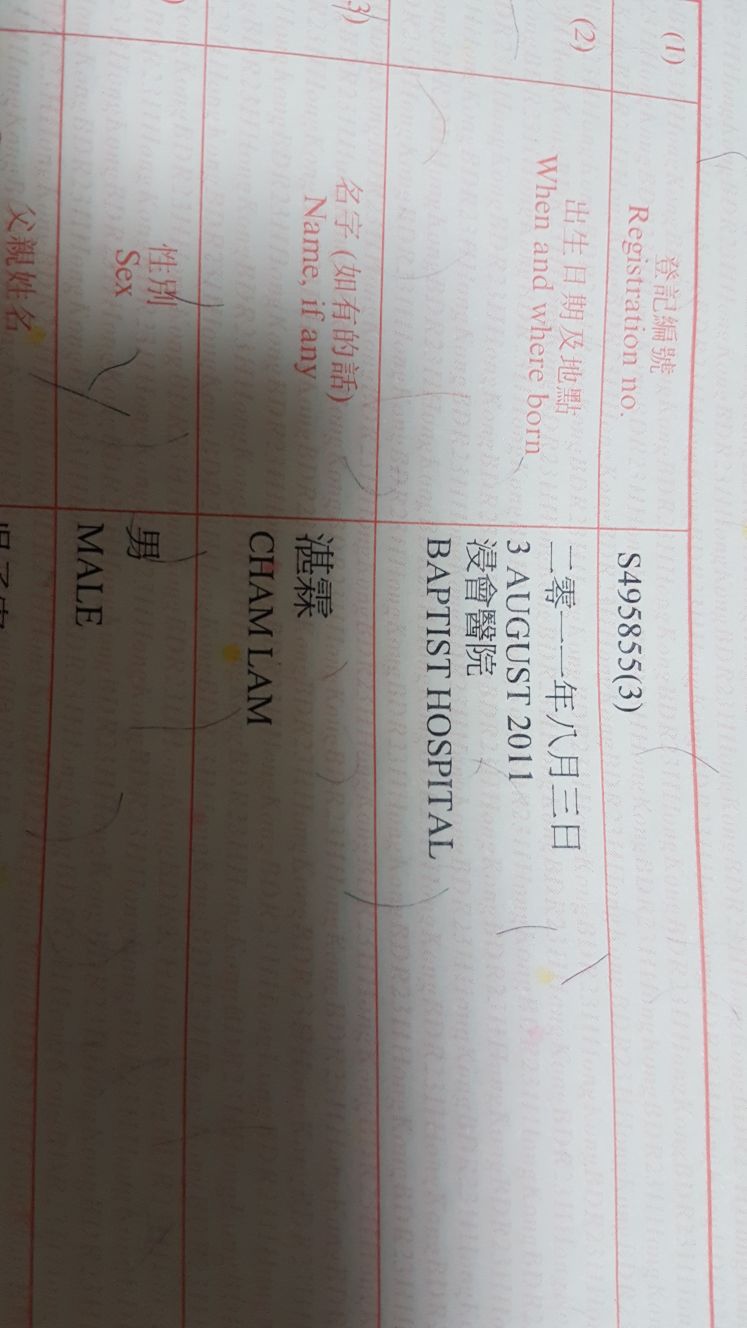 (1)
登記編號
Registration no.
S495855(3)
(2)
出生日期及地點
When and where born
二零一一年八月三日
3 AUGUST 2011
浸會醫院
BAPTIST HOSPITAL
3)
名字 (如有的話)
Name, if any
湛霖
CHAM LAM
)
性別
Sex
男
MALE
父親姓名